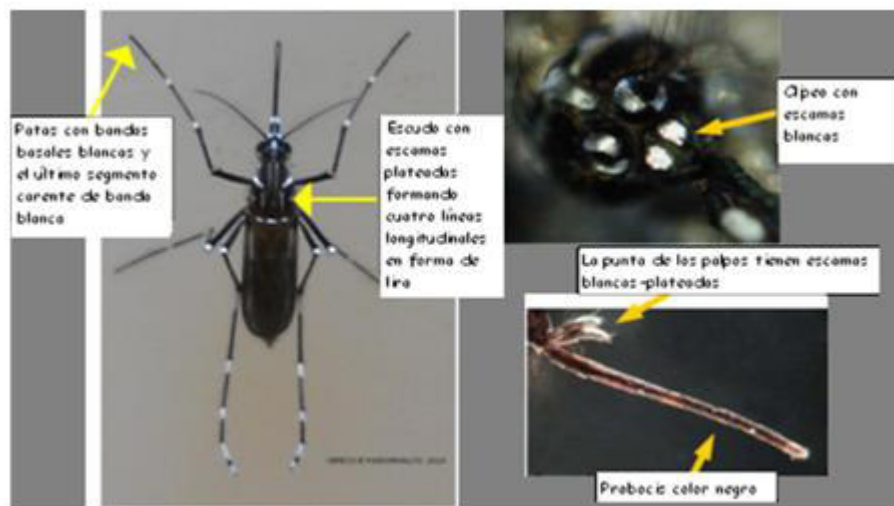 Patas con bandas
basales blancas y
el último segmento
carente de banda
blanca
Escudo con
escamas
plateadas
formando
cuatro líneas
longitudinales
en forma de
lira
Clipeo con
escamas
blancas
La punta de los palpos tienen escamas
blancas-plateadas
Probocis color negro